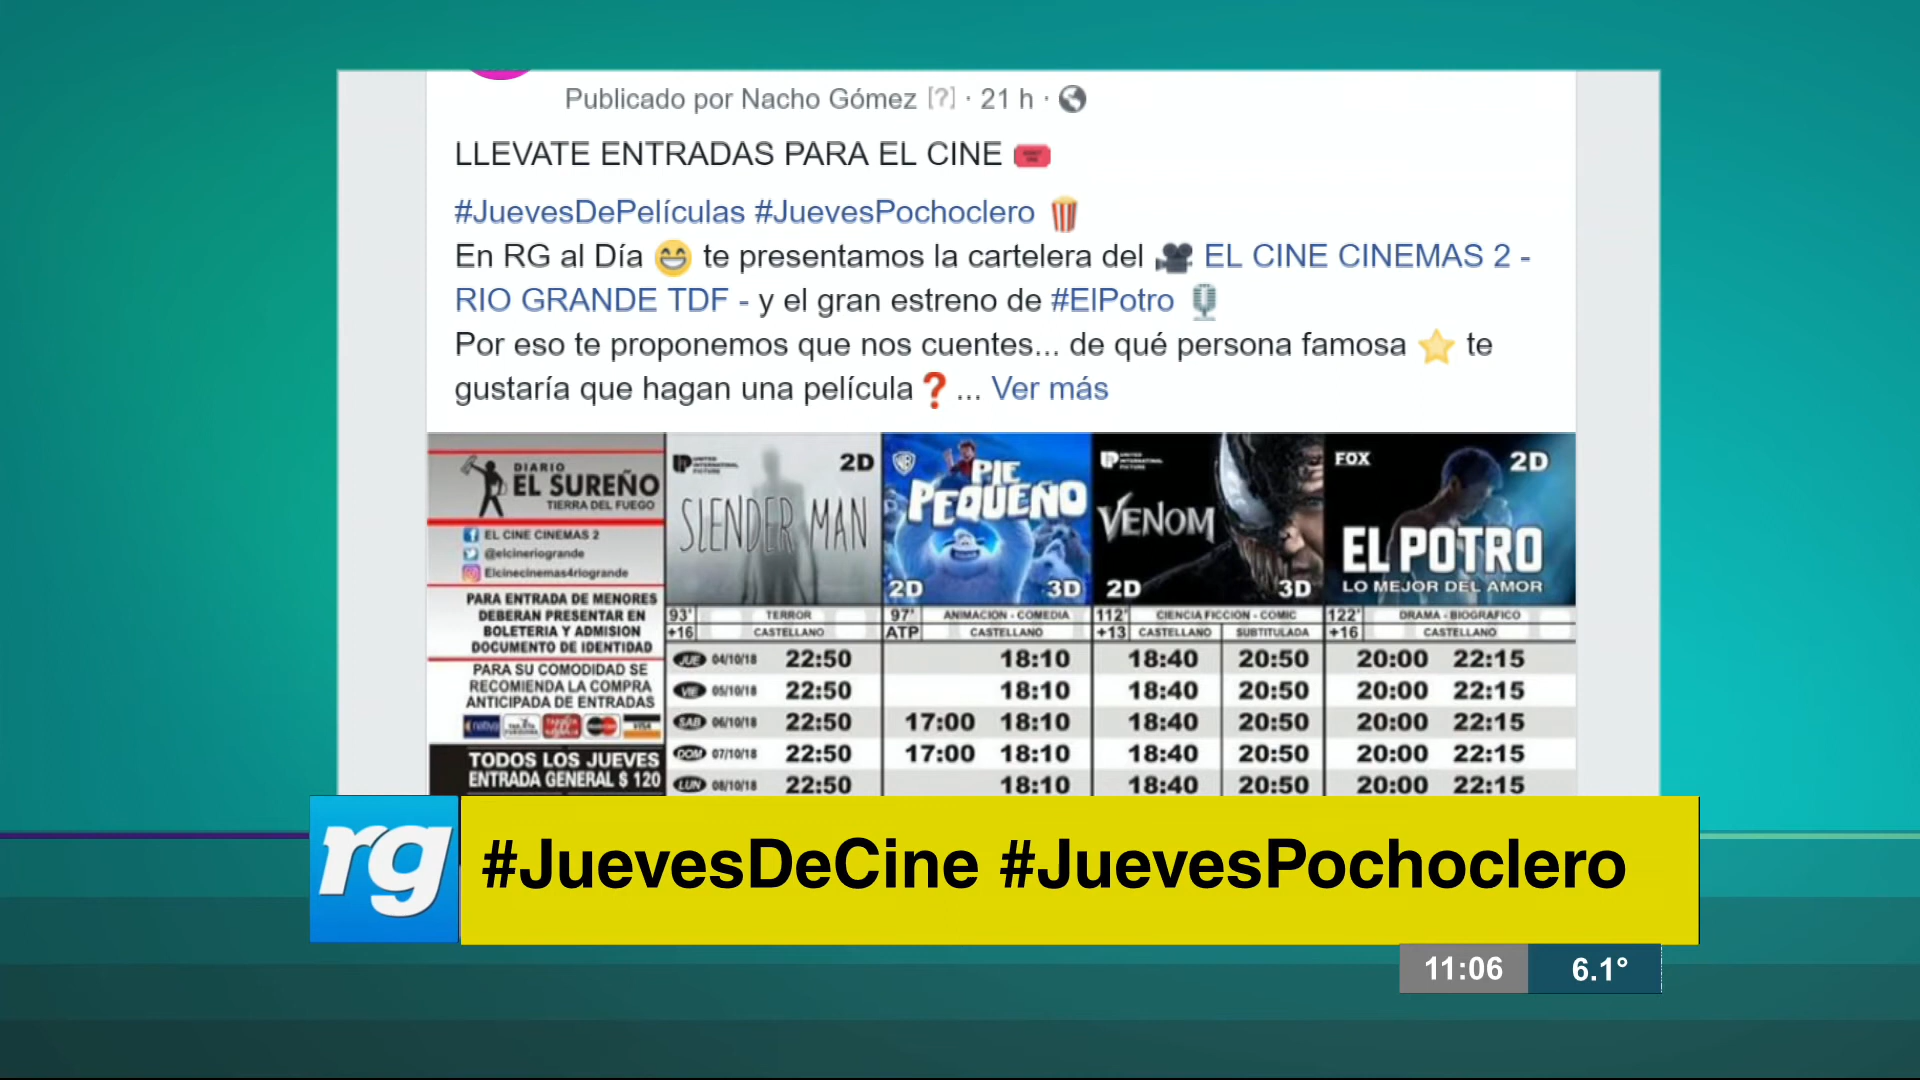 Publicado por Nacho Gómez [?] · 21 h ·
LLEVATE ENTRADAS PARA EL CINE
#JuevesDePelículas #JuevesPochoclero
En RG al Día te presentamos la cartelera del EL CINE CINEMAS 2 -
RIO GRANDE TDF - y el gran estreno de #ElPotro
Por eso te proponemos que nos cuentes... de qué persona famosa te
gustaría que hagan una película ... Ver más
DIARIO
EL SUREÑO
TIERRA DEL FUEGO
EL CINE CINEMAS 2
@elcineriogrande
Elcinecinemas4riogrande
PARA ENTRADA DE MENORES
DEBERAN PRESENTAR EN
BOLETERIA Y ADMISION
DOCUMENTO DE IDENTIDAD
PARA SU COMODIDAD SE
RECOMIENDA LA COMPRA
ANTICIPADA DE ENTRADAS
nativa
VISA
TODOS LOS JUEVES
ENTRADA GENERAL $ 120
UNITED
INTERNATIONAL
PICTURE
2D
SLENDER MAN
PIE
PEQUEÑO
2D 3D
UNITED
INTERNATIONAL
PICTURE
VENOM
2D 3D
FOX
2D
EL POTRO
LO MEJOR DEL AMOR
93' TERROR 97' ANIMACION - COMEDIA 112' CIENCIA FICCION - COMIC 122' DRAMA - BIOGRAFICO
+16 CASTELLANO ATP CASTELLANO +13 CASTELLANO SUBTITULADA +16 CASTELLANO
JUE 04/10/18 22:50 18:10 18:40 20:50 20:00 22:15
VIE 05/10/18 22:50 18:10 18:40 20:50 20:00 22:15
SAB 06/10/18 22:50 17:00 18:10 18:40 20:50 20:00 22:15
DOM 07/10/18 22:50 17:00 18:10 18:40 20:50 20:00 22:15
LUN 08/10/18 22:50 18:10 18:40 20:50 20:00 22:15
rg
#JuevesDeCine #JuevesPochoclero
11:06 6.1°